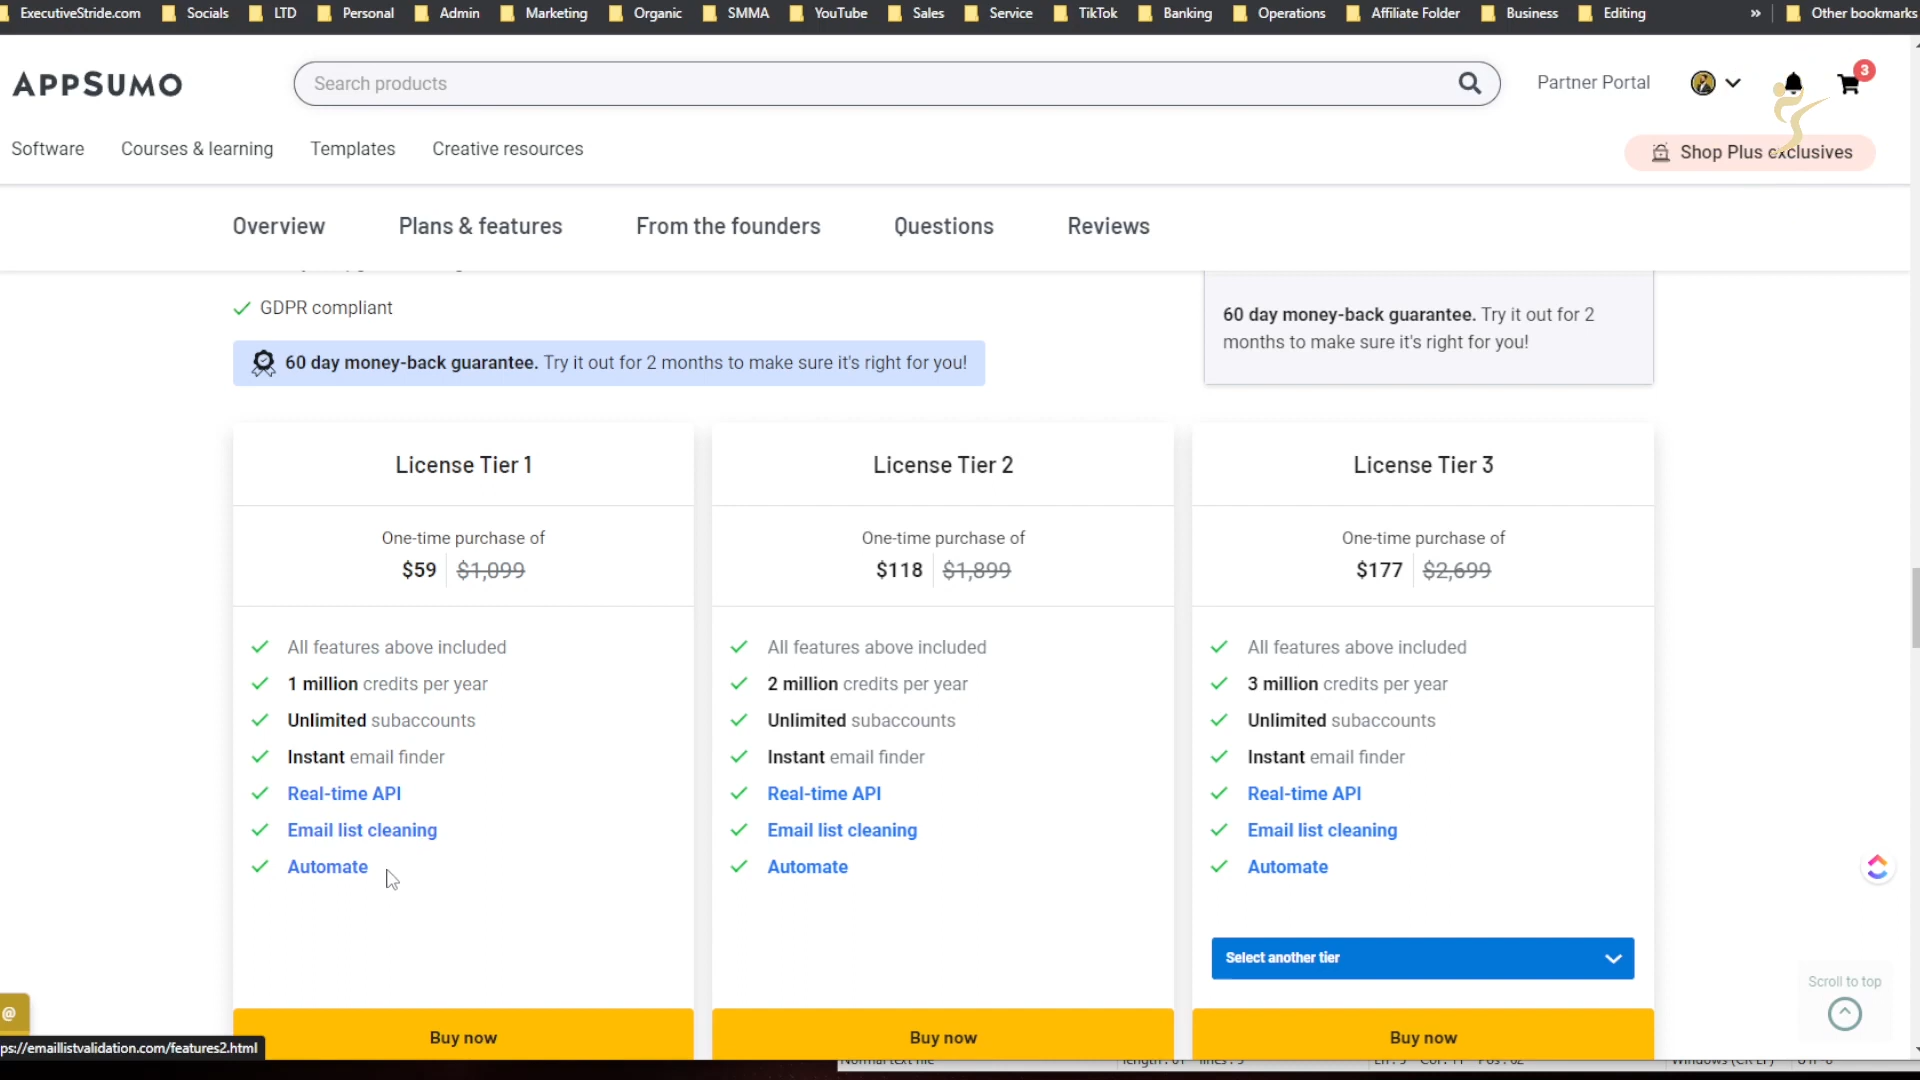 ExecutiveStride.com Socials LTD Personal Admin Marketing Organic SMMA YouTube Sales Service TikTok Banking Operations Affiliate Folder Business Editing » Other bookmarks
APPSUMO
Search products
Partner Portal
3
Software Courses & learning Templates Creative resources
Shop Plus exclusives
Overview Plans & features From the founders Questions Reviews
GDPR compliant
60 day money-back guarantee. Try it out for 2 months to make sure it's right for you!
60 day money-back guarantee. Try it out for 2
months to make sure it's right for you!
License Tier 1
One-time purchase of
$59 $1,099
All features above included
1 million credits per year
Unlimited subaccounts
Instant email finder
Real-time API
Email list cleaning
Automate
Buy now
License Tier 2
One-time purchase of
$118 $1,899
All features above included
2 million credits per year
Unlimited subaccounts
Instant email finder
Real-time API
Email list cleaning
Automate
Buy now
License Tier 3
One-time purchase of
$177 $2,699
All features above included
3 million credits per year
Unlimited subaccounts
Instant email finder
Real-time API
Email list cleaning
Automate
Select another tier
Buy now
Scroll to top
@
ps://emaillistvalidation.com/features2.html